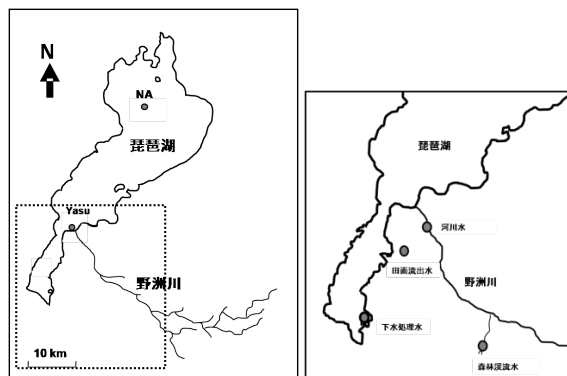 N
NA
琵琶湖
Yasu
野洲川
10 km
琵琶湖
河川水
田面流出水
野洲川
下水処理水
森林渓流水